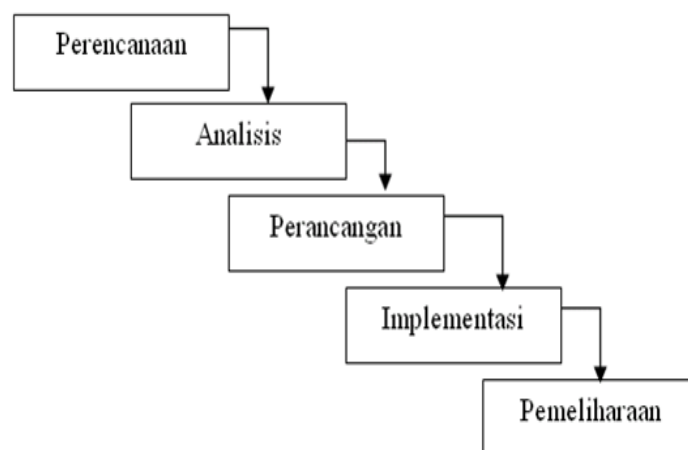 Perencanaan
Analisis
Perancangan
Implementasi
Pemeliharaan